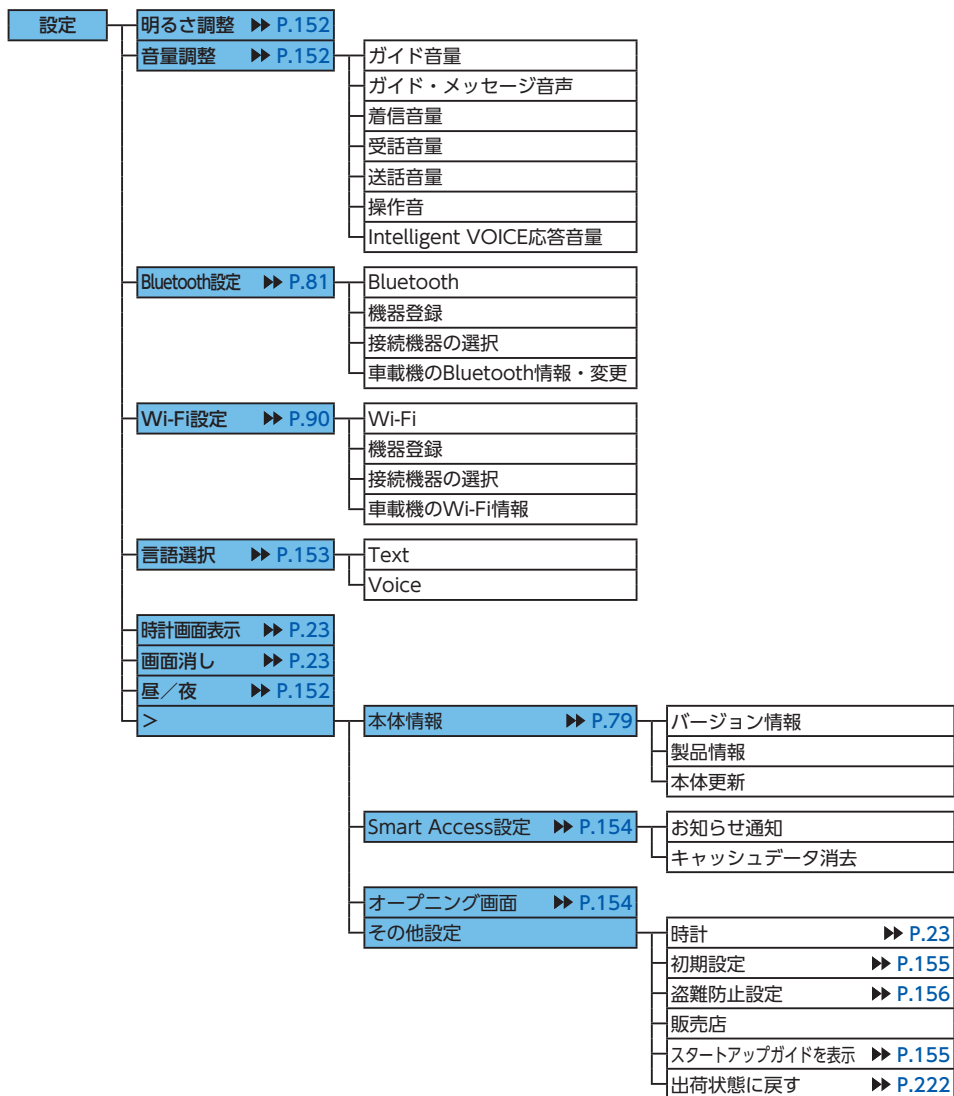 設定
明るさ調整 ▶▶ P.152
音量調整 ▶▶ P.152
ガイド音量
ガイド・メッセージ音声
着信音量
受話音量
送話音量
操作音
Intelligent VOICE応答音量
Bluetooth設定 ▶▶ P.81
Bluetooth
機器登録
接続機器の選択
車載機のBluetooth情報・変更
Wi-Fi設定 ▶▶ P.90
Wi-Fi
機器登録
接続機器の選択
車載機のWi-Fi情報
言語選択 ▶▶ P.153
Text
Voice
時計画面表示 ▶▶ P.23
画面消し ▶▶ P.23
昼／夜 ▶▶ P.152
＞
本体情報 ▶▶ P.79
バージョン情報
製品情報
本体更新
Smart Access設定 ▶▶ P.154
お知らせ通知
キャッシュデータ消去
オープニング画面 ▶▶ P.154
その他設定
時計 ▶▶ P.23
初期設定 ▶▶ P.155
盗難防止設定 ▶▶ P.156
販売店
スタートアップガイドを表示 ▶▶ P.155
出荷状態に戻す ▶▶ P.222